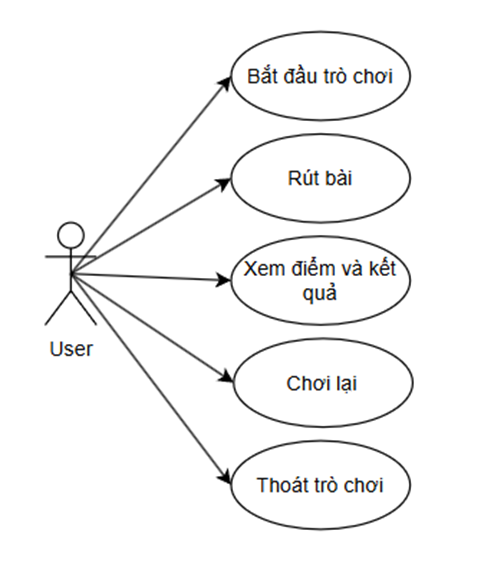 Bắt đầu trò chơi
Rút bài
Xem điểm và kết
quả
User
Chơi lại
Thoát trò chơi